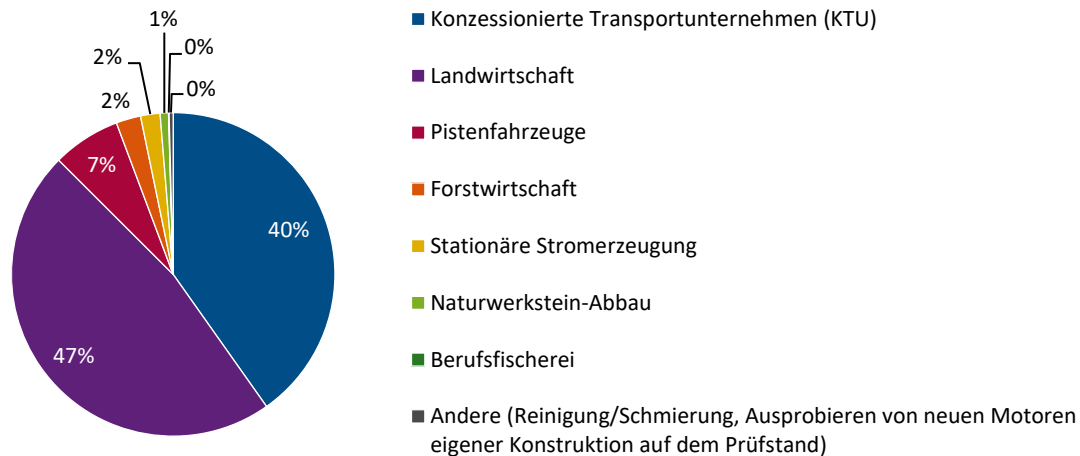 1%
0%
2%
0%
2%
7%
40%
47%
Konzessionierte Transportunternehmen (KTU)
Landwirtschaft
Pistenfahrzeuge
Forstwirtschaft
Stationäre Stromerzeugung
Naturwerkstein-Abbau
Berufsfischerei
Andere (Reinigung/Schmierung, Ausprobieren von neuen Motoren
eigener Konstruktion auf dem Prüfstand)